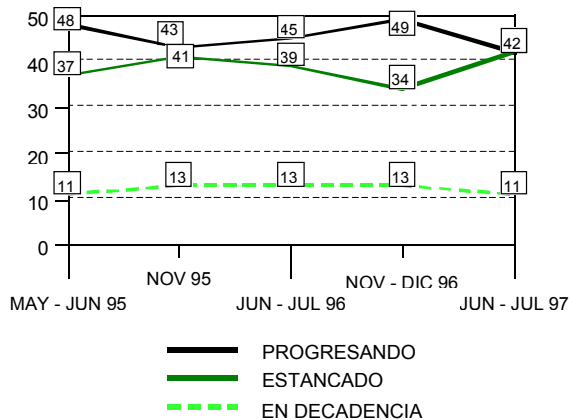 50
48 43 45 49 42
40
37 41 39 34
30
20
11 13 13 13 11
10
0
NOV 95 NOV - DIC 96
MAY - JUN 95 JUN - JUL 96 JUN - JUL 97
PROGRESANDO
ESTANCADO
EN DECADENCIA